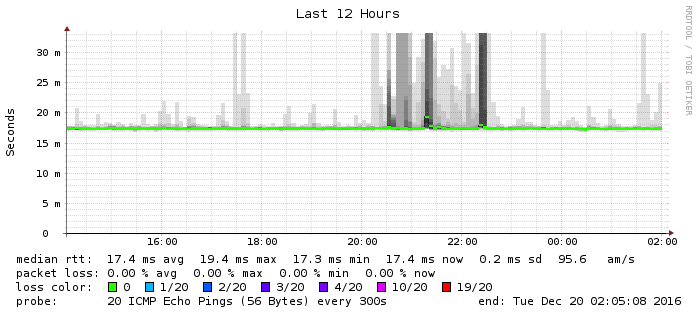 Last 12 Hours
RRDTOOL / TOBI OETIKER
Seconds
30 m
25 m
20 m
15 m
10 m
5 m
0
16:00 18:00 20:00 22:00 00:00 02:00
median rtt: 17.4 ms avg 19.4 ms max 17.3 ms min 17.4 ms now 0.2 ms sd 95.6 am/s
packet loss: 0.00 % avg 0.00 % max 0.00 % min 0.00 % now
loss color: 0 1/20 2/20 3/20 4/20 10/20 19/20
probe: 20 ICMP Echo Pings (56 Bytes) every 300s end: Tue Dec 20 02:05:08 2016